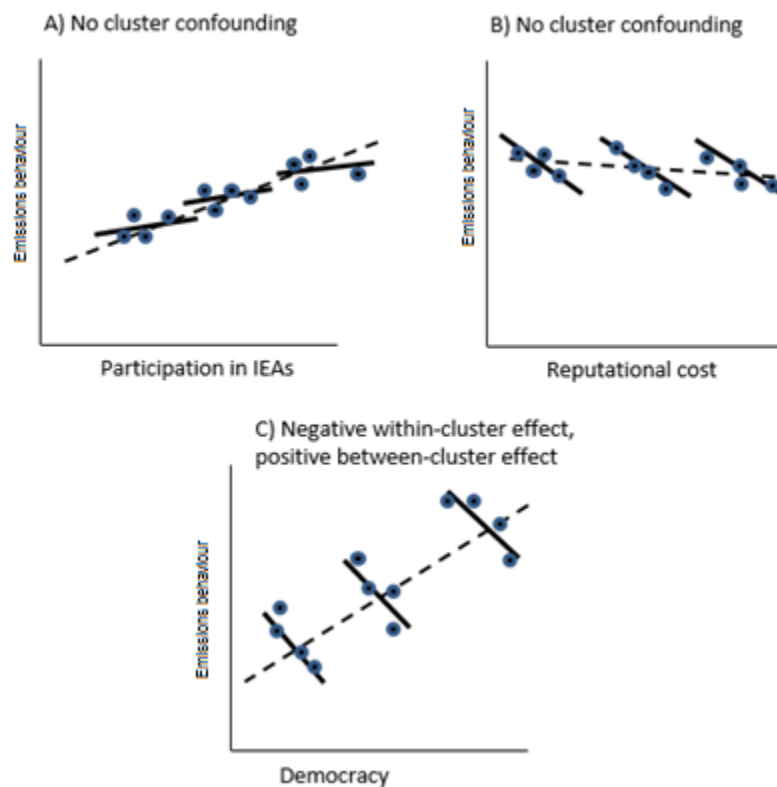 A) No cluster confounding
Emissions behaviour
Participation in IEAs
B) No cluster confounding
Emissions behaviour
Reputational cost
C) Negative within-cluster effect,
positive between-cluster effect
Emissions behaviour
Democracy